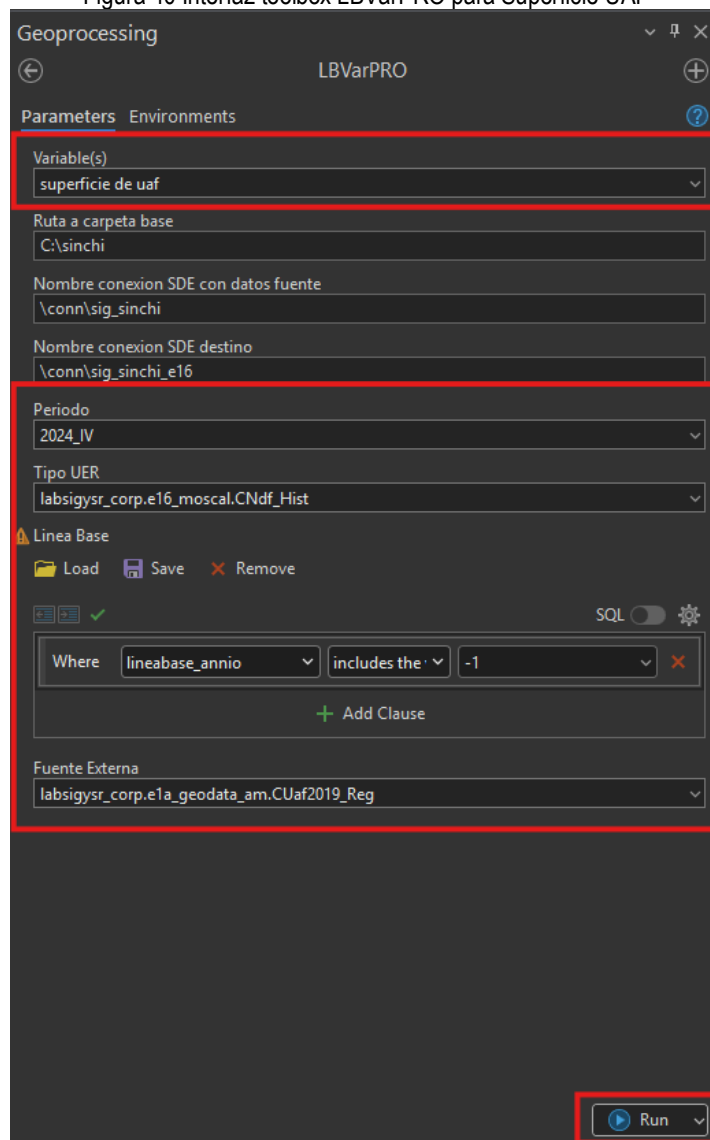 Figura 40 Interfaz toolbox LBVarPRO para Superficie UAF
Geoprocessing
LBVarPRO
Parameters Environments
Variable(s)
superficie de uaf
Ruta a carpeta base
C:\sinchi
Nombre conexion SDE con datos fuente
\conn\sig_sinchi
Nombre conexion SDE destino
\conn\sig_sinchi_e16
Periodo
2024_IV
Tipo UER
labsigysr_corp.e16_moscal.CNdf_Hist
Linea Base
Load Save Remove
SQL
Where lineabase_annio includes the -1
Add Clause
Fuente Externa
labsigysr_corp.e1a_geodata_am.CUaf2019_Reg
Run